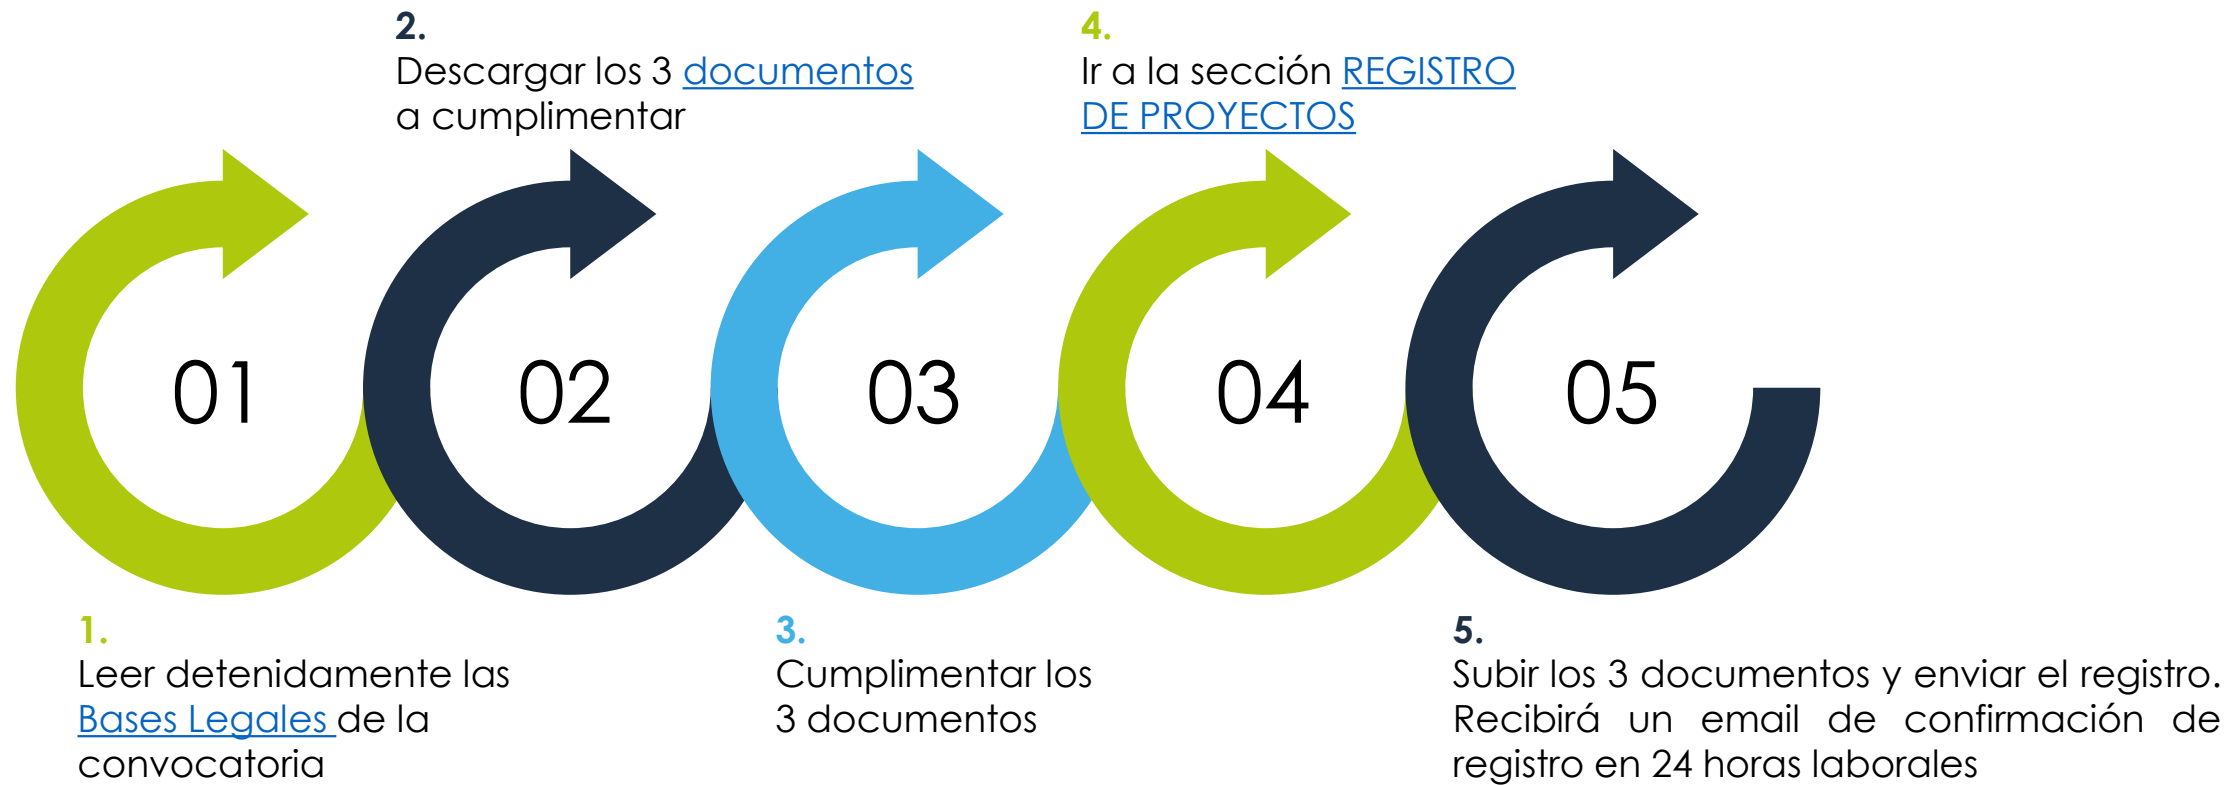 2.
Descargar los 3 documentos
a cumplimentar
4.
Ir a la sección REGISTRO
DE PROYECTOS
01
02
03
04
05
1.
Leer detenidamente las
Bases Legales de la
convocatoria
3.
Cumplimentar los
3 documentos
5.
Subir los 3 documentos y enviar el registro.
Recibirá un email de confirmación de
registro en 24 horas laborales